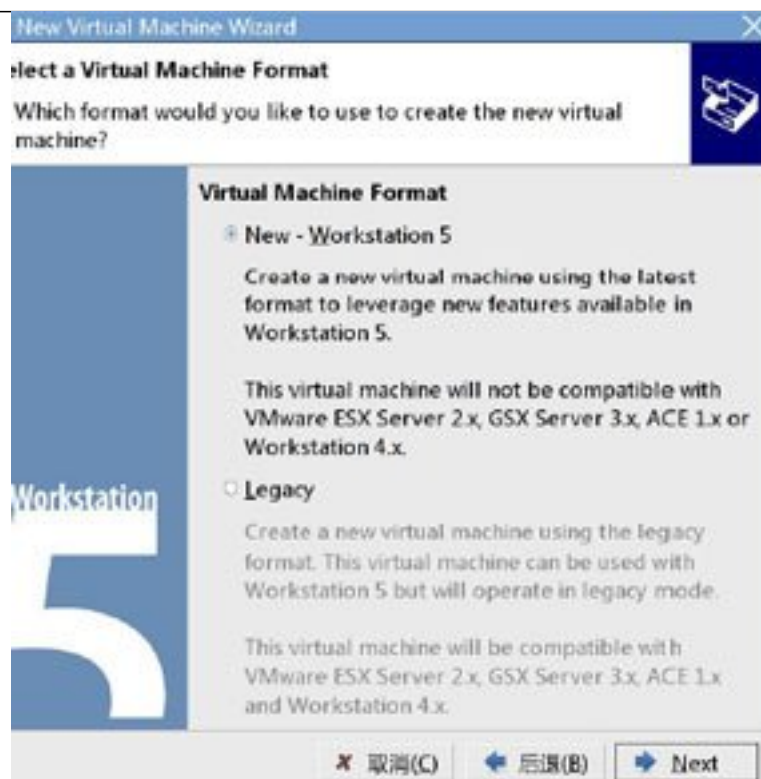 New Virtual Machine Wizard
elect a Virtual Machine Format
Which format would you like to use to create the new virtual
machine?
Virtual Machine Format
New - Workstation 5
Create a new virtual machine using the latest
format to leverage new features available in
Workstation 5.
This virtual machine will not be compatible with
VMware ESX Server 2.x, GSX Server 3.x, ACE 1.x or
Workstation 4.x.
Legacy
Create a new virtual machine using the legacy
format. This virtual machine can be used with
Workstation 5 but will operate in legacy mode.
This virtual machine will be compatible with
VMware ESX Server 2.x, GSX Server 3.x, ACE 1.x
and Workstation 4.x.
Workstation
5
取消(C) 后退(B) Next